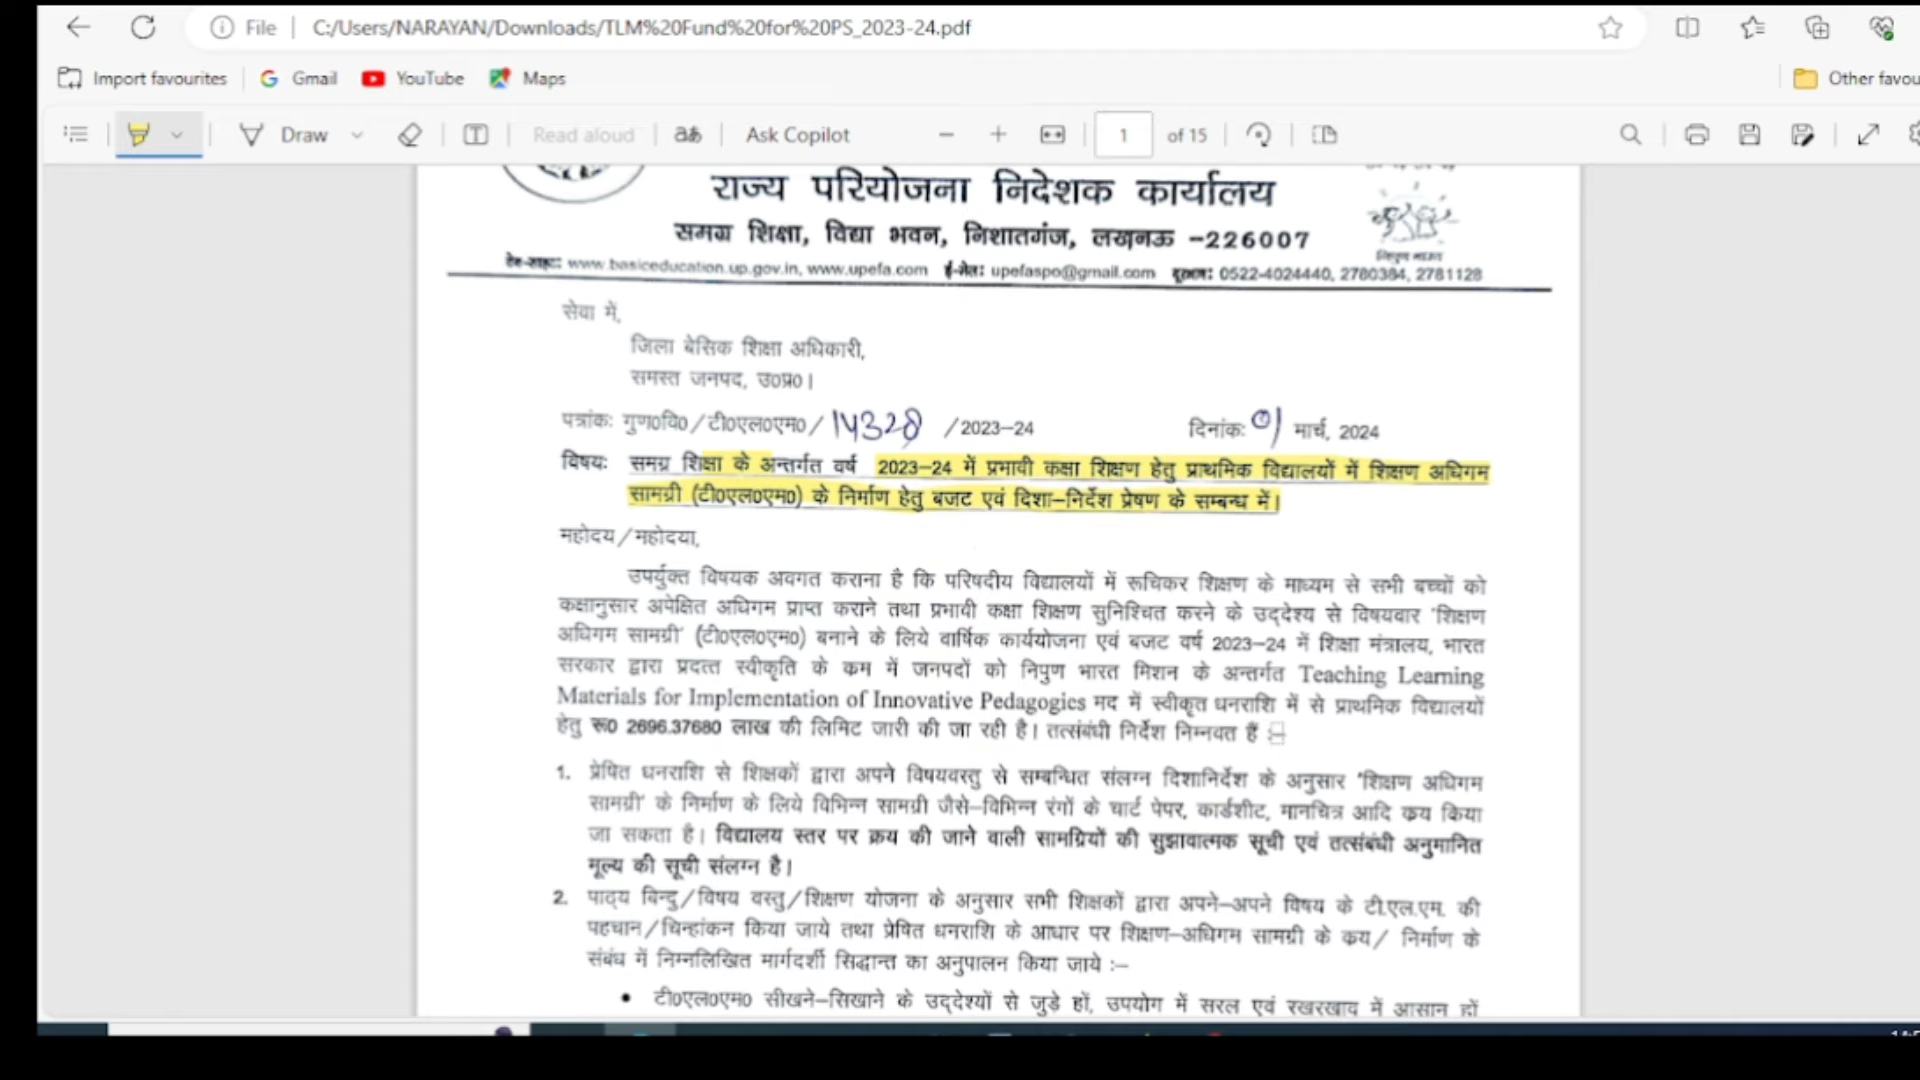 File | C:/Users/NARAYAN/Downloads/TLM%20Fund%20for%20PS_2023-24.pdf
Import favourites Gmail YouTube Maps Other favou
Draw Read aloud aあ Ask Copilot 1 of 15
राज्य परियोजना निदेशक कार्यालय
समग्र शिक्षा, विद्या भवन, निशातगंज, लखनऊ -226007
वेब-साइट: www.basiceducation.up.gov.in, www.upefa.com ई-मेल: upefaspo@gmail.com दूरभाष: 0522-4024440, 2780384, 2781128
सेवा में,
जिला बेसिक शिक्षा अधिकारी,
समस्त जनपद, उ0प्र0।
पत्रांकः गुण0वि0/टी0एल0एम0/14328 /2023-24 दिनांकः 01 मार्च, 2024
विषयः समग्र शिक्षा के अन्तर्गत वर्ष 2023-24 में प्रभावी कक्षा शिक्षण हेतु प्राथमिक विद्यालयों में शिक्षण अधिगम
सामग्री (टी0एल0एम0) के निर्माण हेतु बजट एवं दिशा-निर्देश प्रेषण के सम्बन्ध में।
महोदय/महोदया,
उपर्युक्त विषयक अवगत कराना है कि परिषदीय विद्यालयों में रूचिकर शिक्षण के माध्यम से सभी बच्चों को
कक्षानुसार अपेक्षित अधिगम प्राप्त कराने तथा प्रभावी कक्षा शिक्षण सुनिश्चित करने के उद्देश्य से विषयवार 'शिक्षण
अधिगम सामग्री' (टी0एल0एम0) बनाने के लिये वार्षिक कार्ययोजना एवं बजट वर्ष 2023-24 में शिक्षा मंत्रालय, भारत
सरकार द्वारा प्रदत्त स्वीकृति के कम में जनपदों को निपुण भारत मिशन के अन्तर्गत Teaching Learning
Materials for Implementation of Innovative Pedagogies मद में स्वीकृत धनराशि में से प्राथमिक विद्यालयों
हेतु रू0 2696.37680 लाख की लिमिट जारी की जा रही है। तत्संबंधी निर्देश निम्नवत हैं :-
1. प्रेषित धनराशि से शिक्षकों द्वारा अपने विषयवस्तु से सम्बन्धित संलग्न दिशानिर्देश के अनुसार 'शिक्षण अधिगम
सामग्री' के निर्माण के लिये विभिन्न सामग्री जैसे-विभिन्न रंगों के चार्ट पेपर, कार्डशीट, मानचित्र आदि कय किया
जा सकता है। विद्यालय स्तर पर क्रय की जाने वाली सामग्रियों की सुझावात्मक सूची एवं तत्संबंधी अनुमानित
मूल्य की सूची संलग्न है।
2. पाठ्य बिन्दु/विषय वस्तु/शिक्षण योजना के अनुसार सभी शिक्षकों द्वारा अपने-अपने विषय के टी.एल.एम. की
पहचान/चिन्हांकन किया जाये तथा प्रेषित धनराशि के आधार पर शिक्षण-अधिगम सामग्री के कय/ निर्माण के
संबंध में निम्नलिखित मार्गदर्शी सिद्धान्त का अनुपालन किया जाये :-
• टी0एल0एम0 सीखने-सिखाने के उद्देश्यों से जुड़े हों, उपयोग में सरल एवं रखरखाव में आसान हों